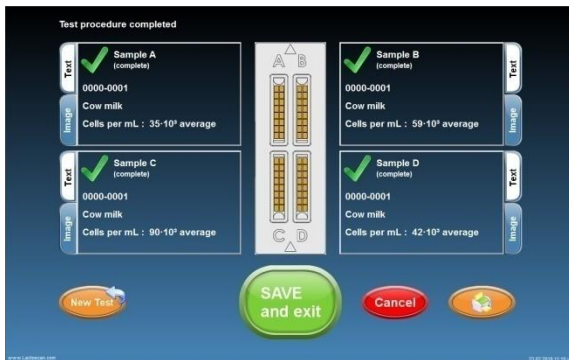 Test procedure completed
Text
Image
Sample A
(complete)
0000-0001
Cow milk
Cells per mL : 35·10³ average
A B
Sample B
(complete)
0000-0001
Cow milk
Cells per mL : 59·10³ average
Text
Image
Text
Image
Sample C
(complete)
0000-0001
Cow milk
Cells per mL : 90·10³ average
C D
Sample D
(complete)
0000-0001
Cow milk
Cells per mL : 42·10³ average
Text
Image
New Test
SAVE
and exit
Cancel
www.Lactoscan.com